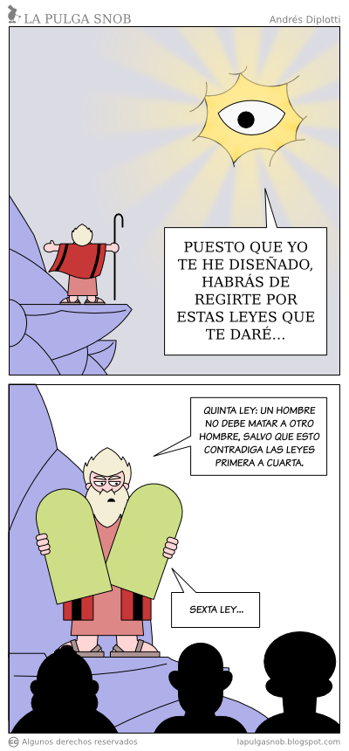 LA PULGA SNOB
Andrés Diplotti
PUESTO QUE YO
TE HE DISEÑADO,
HABRÁS DE
REGIRTE POR
ESTAS LEYES QUE
TE DARÉ...
QUINTA LEY: UN HOMBRE
NO DEBE MATAR A OTRO
HOMBRE, SALVO QUE ESTO
CONTRADIGA LAS LEYES
PRIMERA A CUARTA.
SEXTA LEY...
cc Algunos derechos reservados
lapulgasnob.blogspot.com